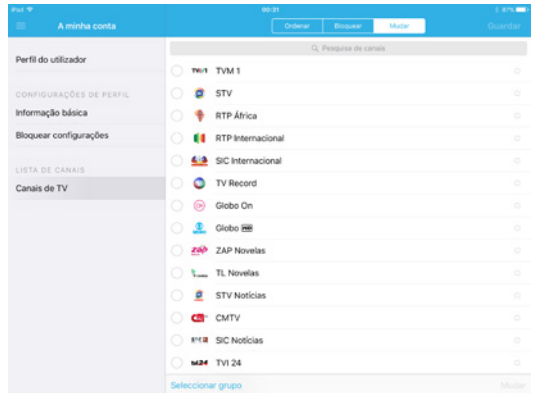 iPad 00:31 87%
A minha conta Ordenar Bloquear Mudar Guardar
Pesquisa de canais
Perfil do utilizador
CONFIGURAÇÕES DE PERFIL
Informação básica
Bloquear configurações
LISTA DE CANAIS
Canais de TV
TVM 1
STV
RTP África
RTP Internacional
SIC Internacional
TV Record
Globo On
Globo HD
ZAP ZAP Novelas
TL Novelas
STV Notícias
CMTV
SIC Notícias
tvi24 TVI 24
Seleccionar grupo Mudar